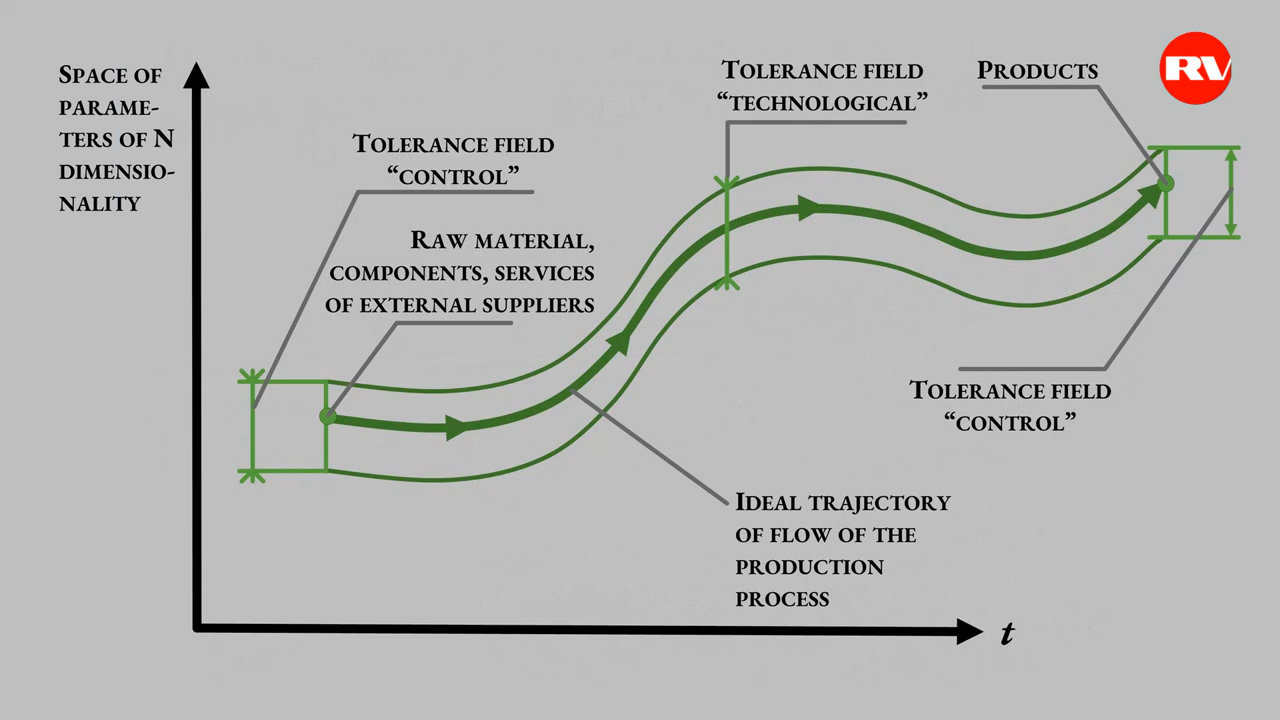 Space of
parame-
ters of N
dimensio-
nality
Tolerance field
“control”
Raw material,
components, services
of external suppliers
Tolerance field
“technological”
Products
RV
Tolerance field
“control”
Ideal trajectory
of flow of the
production
process
t